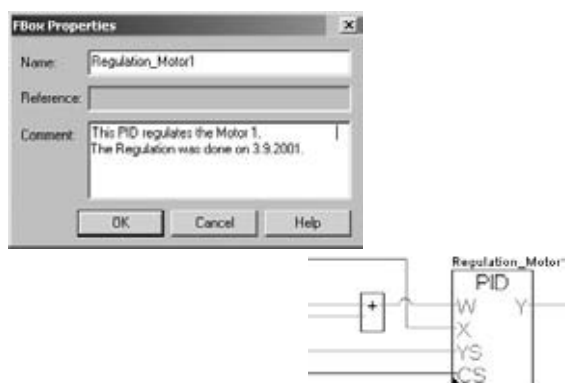 FBox Properties
Name: Regulation_Motor1
Reference:
Comment: This PID regulates the Motor 1.
The Regulation was done on 3.9.2001.
OK Cancel Help
Regulation_Motor1
PID
+
W Y
X
YS
CS